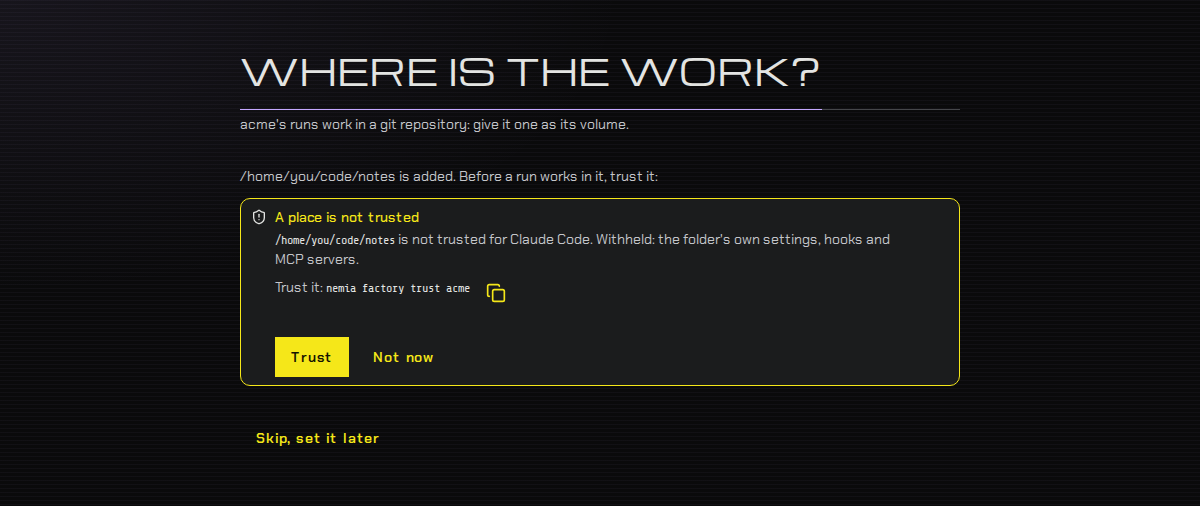 WHERE IS THE WORK?
acme's runs work in a git repository: give it one as its volume.
/home/you/code/notes is added. Before a run works in it, trust it:
A place is not trusted
/home/you/code/notes is not trusted for Claude Code. Withheld: the folder's own settings, hooks and
MCP servers.
Trust it: nemia factory trust acme
Trust
Not now
Skip, set it later